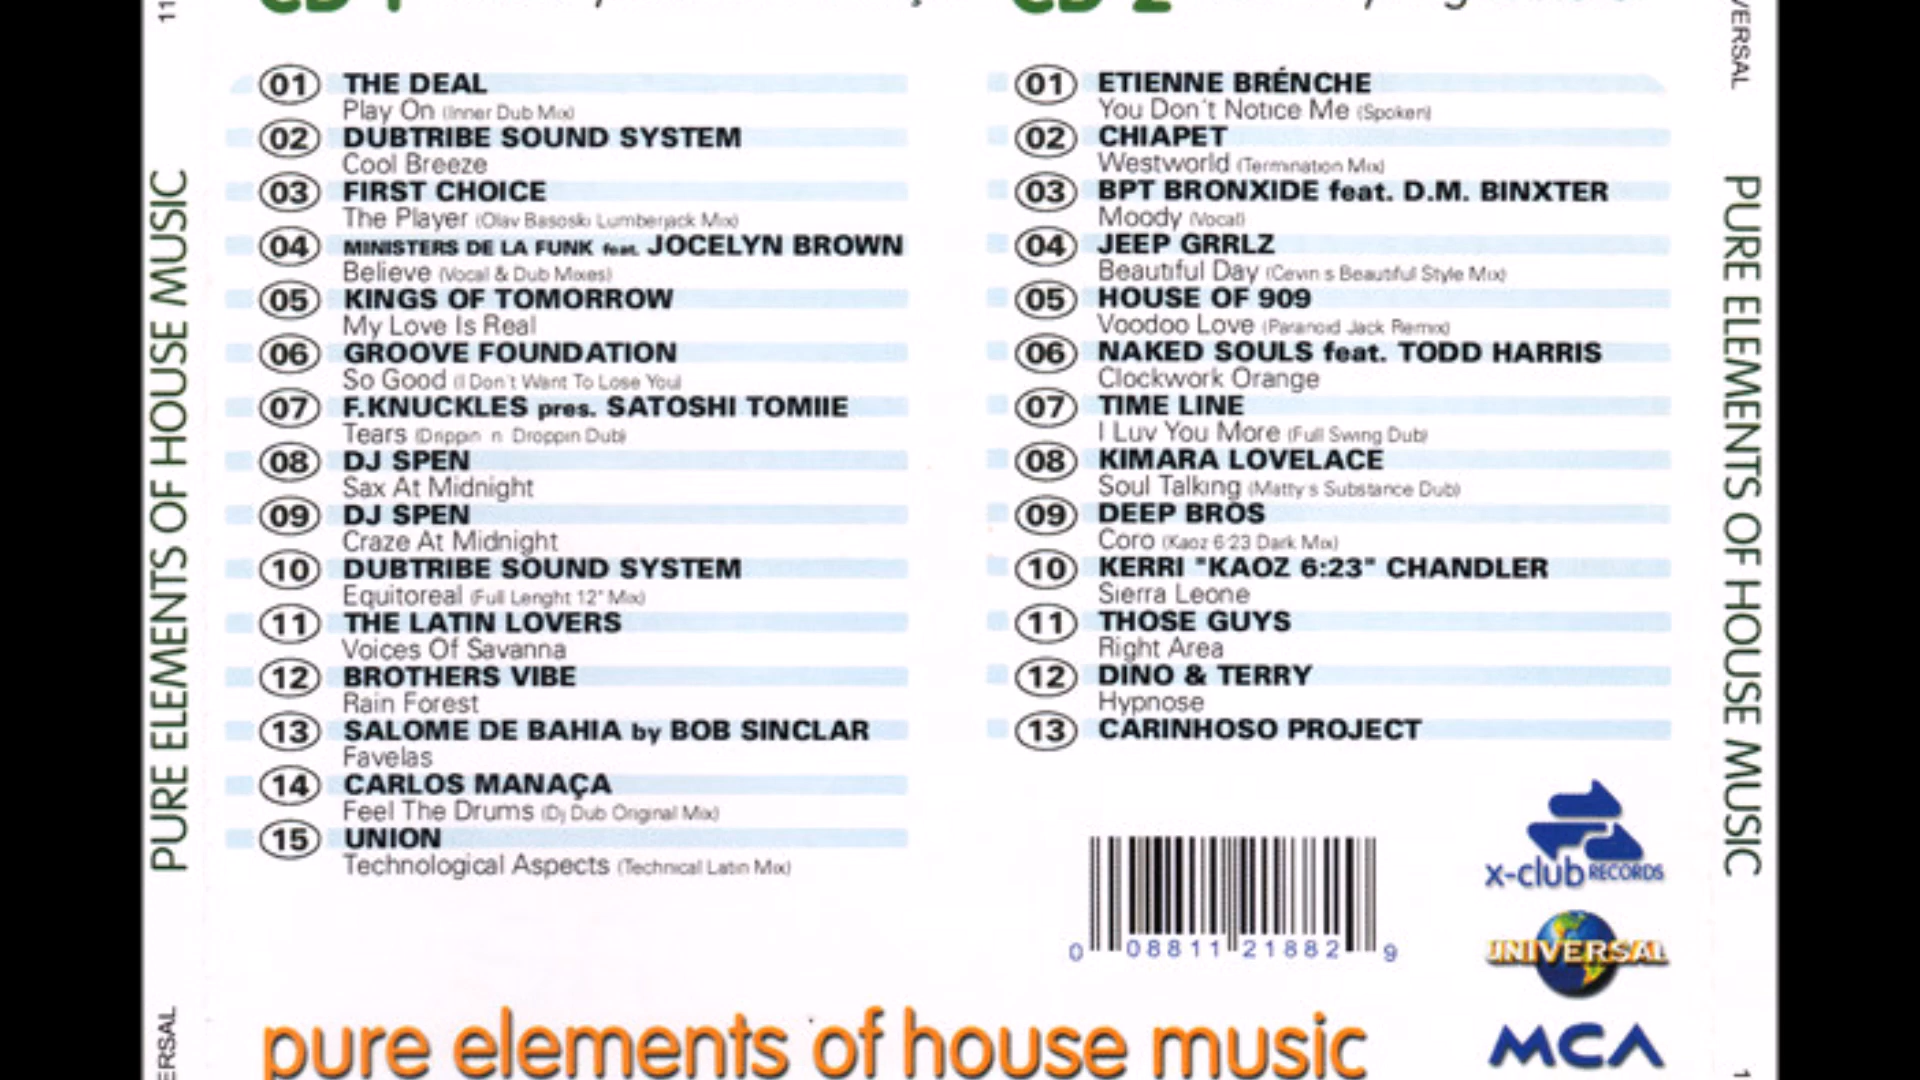 CD 1
CD 2
01 THE DEAL
Play On (Inner Dub Mix)
02 DUBTRIBE SOUND SYSTEM
Cool Breeze
03 FIRST CHOICE
The Player (Olav Basoski Lumberjack Mix)
04 MINISTERS DE LA FUNK feat. JOCELYN BROWN
Believe (Vocal & Dub Mixes)
05 KINGS OF TOMORROW
My Love Is Real
06 GROOVE FOUNDATION
So Good (I Don't Want To Lose You)
07 F.KNUCKLES pres. SATOSHI TOMIIE
Tears (Drippin n Droppin Dub)
08 DJ SPEN
Sax At Midnight
09 DJ SPEN
Craze At Midnight
10 DUBTRIBE SOUND SYSTEM
Equitoreal (Full Lenght 12" Mix)
11 THE LATIN LOVERS
Voices Of Savanna
12 BROTHERS VIBE
Rain Forest
13 SALOME DE BAHIA by BOB SINCLAR
Favelas
14 CARLOS MANAÇA
Feel The Drums (Dj Dub Original Mix)
15 UNION
Technological Aspects (Technical Latin Mix)
01 ETIENNE BRÉNCHE
You Don´t Notice Me (Spoken)
02 CHIAPET
Westworld (Termination Mix)
03 BPT BRONXIDE feat. D.M. BINXTER
Moody (Vocal)
04 JEEP GRRLZ
Beautiful Day (Cevin s Beautiful Style Mix)
05 HOUSE OF 909
Voodoo Love (Paranoid Jack Remix)
06 NAKED SOULS feat. TODD HARRIS
Clockwork Orange
07 TIME LINE
I Luv You More (Full Swing Dub)
08 KIMARA LOVELACE
Soul Talking (Matty's Substance Dub)
09 DEEP BROS
Coro (Kaoz 6:23 Dark Mix)
10 KERRI "KAOZ 6:23" CHANDLER
Sierra Leone
11 THOSE GUYS
Right Area
12 DINO & TERRY
Hypnose
13 CARINHOSO PROJECT
x-club RECORDS
0 08811 21882 9
UNIVERSAL
MCA
pure elements of house music
PURE ELEMENTS OF HOUSE MUSIC
PURE ELEMENTS OF HOUSE MUSIC